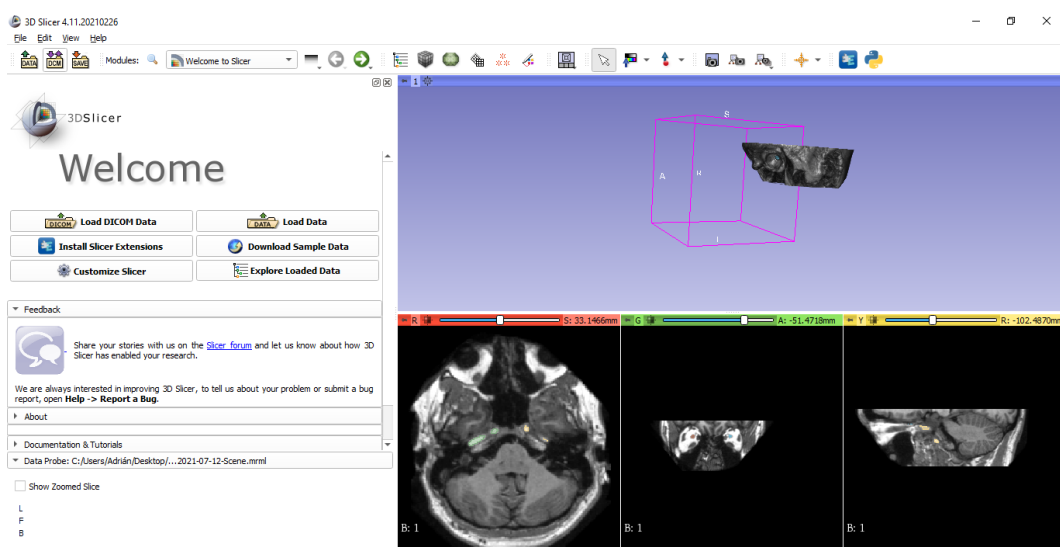 3D Slicer 4.11.20210226
File Edit View Help
DATA DCM SAVE Modules: Welcome to Slicer
1
3DSlicer
Welcome
DICOM Load DICOM Data
DATA Load Data
Install Slicer Extensions
Download Sample Data
Customize Slicer
Explore Loaded Data
Feedback
Share your stories with us on the Slicer forum and let us know about how 3D
Slicer has enabled your research.
We are always interested in improving 3D Slicer, to tell us about your problem or submit a bug
report, open Help -> Report a Bug.
About
Documentation & Tutorials
Data Probe: C:/Users/Adrián/Desktop/...2021-07-12-Scene.mrml
Show Zoomed Slice
L
F
B
S
A
R
I
R S: 33.1466mm
G A: -51.4718mm
Y R: -102.4870mm
B: 1
B: 1
B: 1